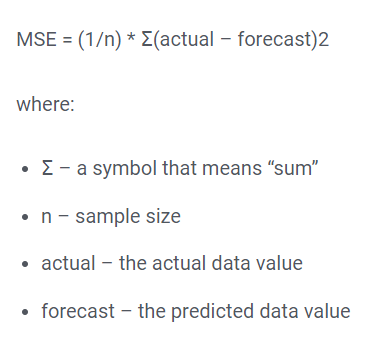 MSE = (1/n) * Σ(actual – forecast)2
where:
• Σ – a symbol that means “sum”
• n – sample size
• actual – the actual data value
• forecast – the predicted data value